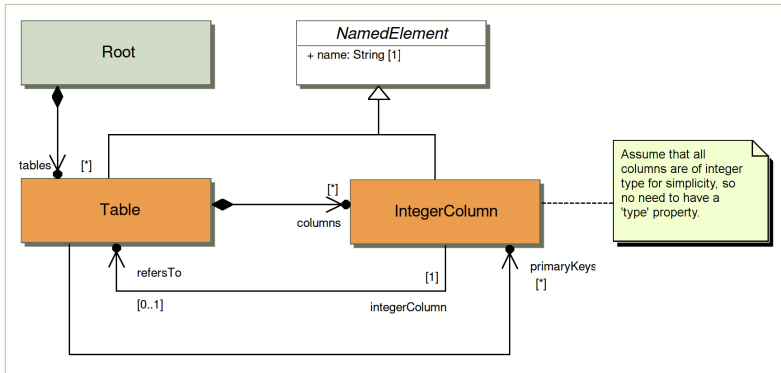 NamedElement
+ name: String [1]
Root
tables
[*]
Table
[*]
columns
IntegerColumn
Assume that all
columns are of integer
type for simplicity, so
no need to have a
'type' property.
refersTo
[0..1]
[1]
integerColumn
primaryKeys
[*]